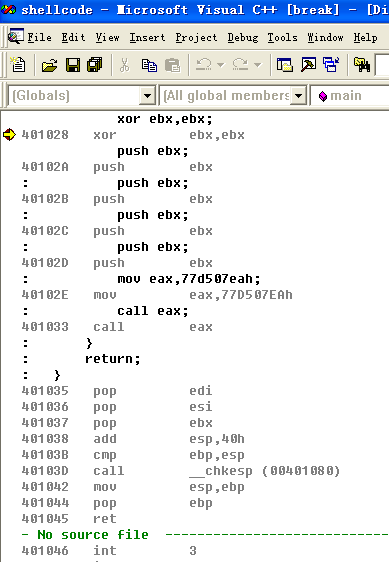 shellcode - Microsoft Visual C++ [break] - [Di
File Edit View Insert Project Debug Tools Window Help
(Globals) (All global members main
xor ebx,ebx;
401028 xor ebx,ebx
push ebx;
40102A push ebx
: push ebx;
40102B push ebx
: push ebx;
40102C push ebx
: push ebx;
40102D push ebx
: mov eax,77d507eah;
40102E mov eax,77D507EAh
: call eax;
401033 call eax
: }
: return;
: }
401035 pop edi
401036 pop esi
401037 pop ebx
401038 add esp,40h
40103B cmp ebp,esp
40103D call __chkesp (00401080)
401042 mov esp,ebp
401044 pop ebp
401045 ret
- No source file ----------------------------
401046 int 3